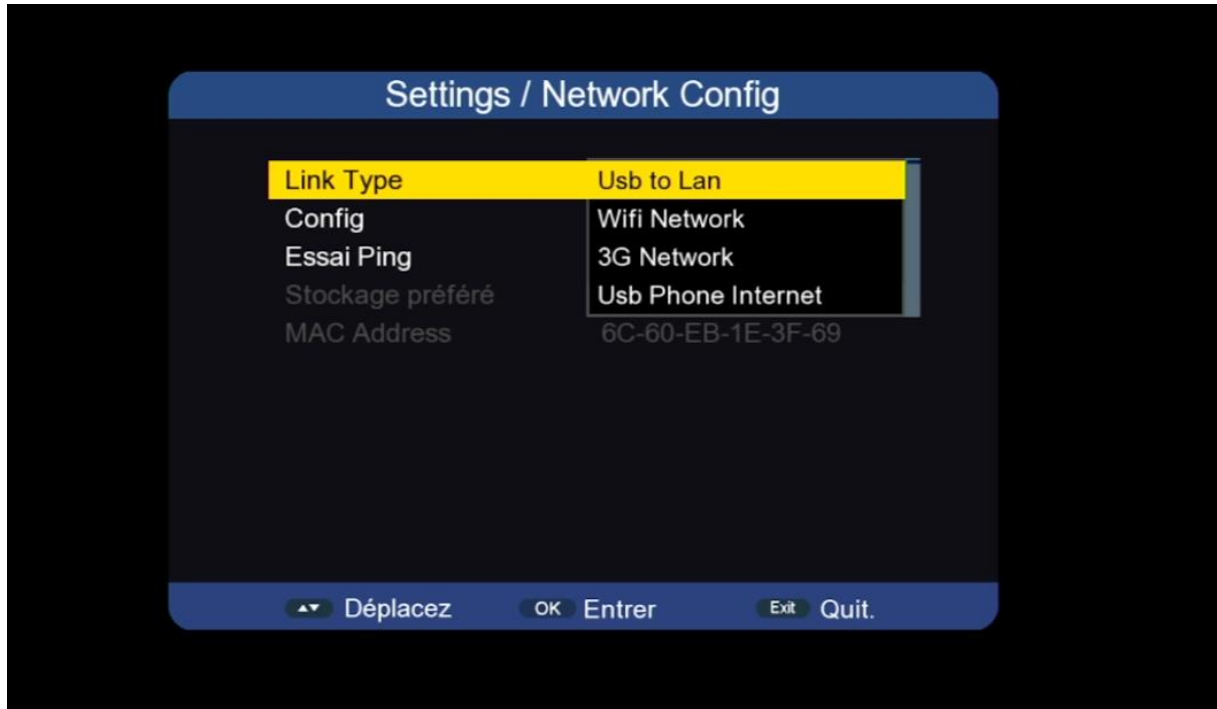 Settings / Network Config
Link Type Usb to Lan
Config Wifi Network
Essai Ping 3G Network
Stockage préféré Usb Phone Internet
MAC Address 6C-60-EB-1E-3F-69
Déplacez OK Entrer Exit Quit.